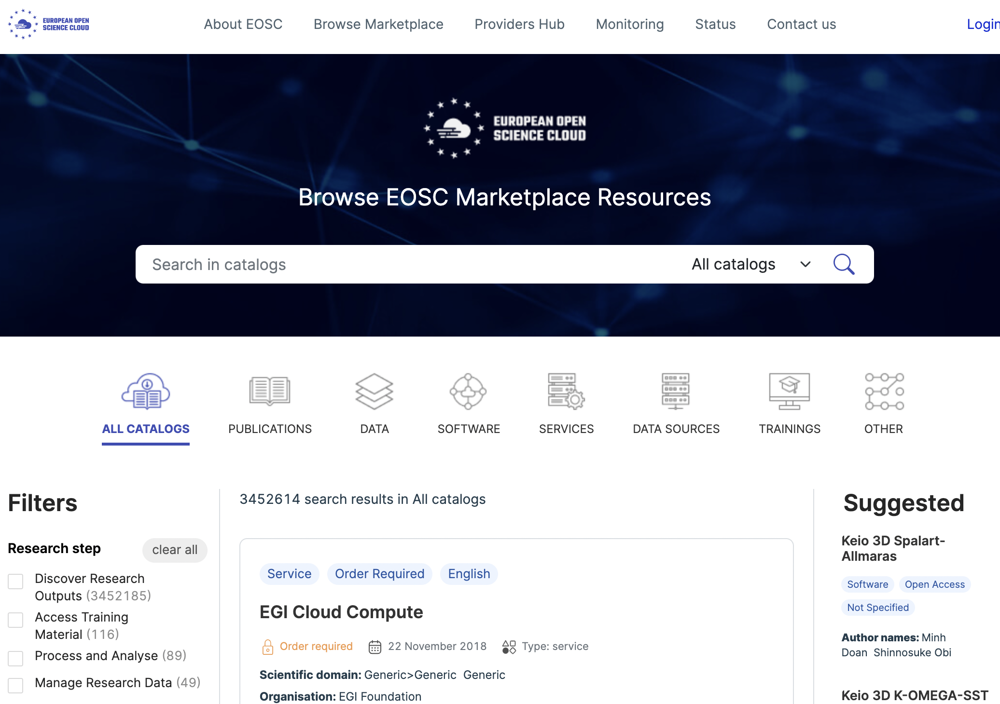 EUROPEAN OPEN
SCIENCE CLOUD
About EOSC
Browse Marketplace
Providers Hub
Monitoring
Status
Contact us
Login
EUROPEAN OPEN
SCIENCE CLOUD
Browse EOSC Marketplace Resources
Search in catalogs
All catalogs
ALL CATALOGS
PUBLICATIONS
DATA
SOFTWARE
SERVICES
DATA SOURCES
TRAININGS
OTHER
Filters
Research step
clear all
Discover Research
Outputs (3452185)
Access Training
Material (116)
Process and Analyse (89)
Manage Research Data (49)
3452614 search results in All catalogs
Service
Order Required
English
EGI Cloud Compute
Order required
22 November 2018
Type: service
Scientific domain: Generic>Generic Generic
Organisation: EGI Foundation
Suggested
Keio 3D Spalart-
Allmaras
Software
Open Access
Not Specified
Author names: Minh
Doan Shinnosuke Obi
Keio 3D K-OMEGA-SST